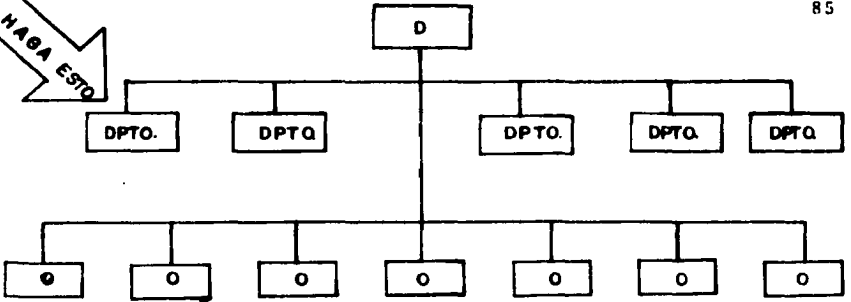 85
HAGA ESTO
D
DPTO. DPTO DPTO. DPTO. DPTO.
O O O O O O O